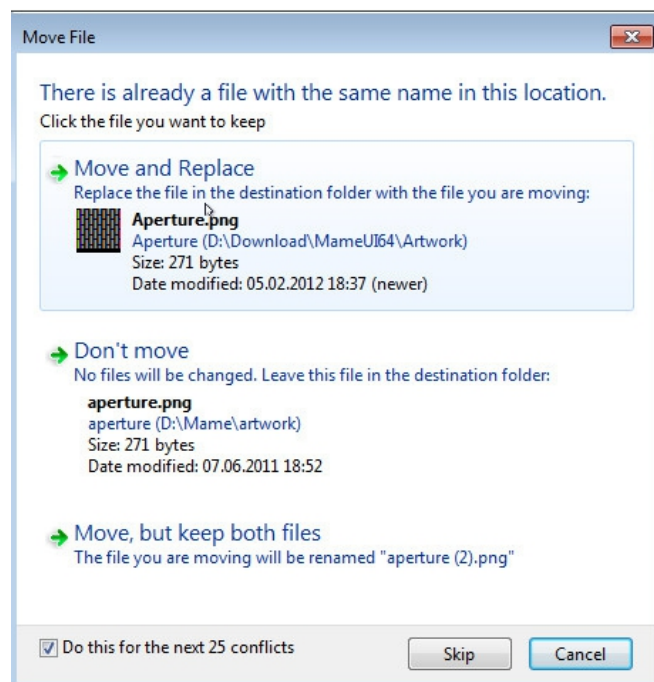 Move File
There is already a file with the same name in this location.
Click the file you want to keep
Move and Replace
Replace the file in the destination folder with the file you are moving:
Aperture.png
Aperture (D:\Download\MameUI64\Artwork)
Size: 271 bytes
Date modified: 05.02.2012 18:37 (newer)
Don't move
No files will be changed. Leave this file in the destination folder:
aperture.png
aperture (D:\Mame\artwork)
Size: 271 bytes
Date modified: 07.06.2011 18:52
Move, but keep both files
The file you are moving will be renamed "aperture (2).png"
Do this for the next 25 conflicts
Skip
Cancel